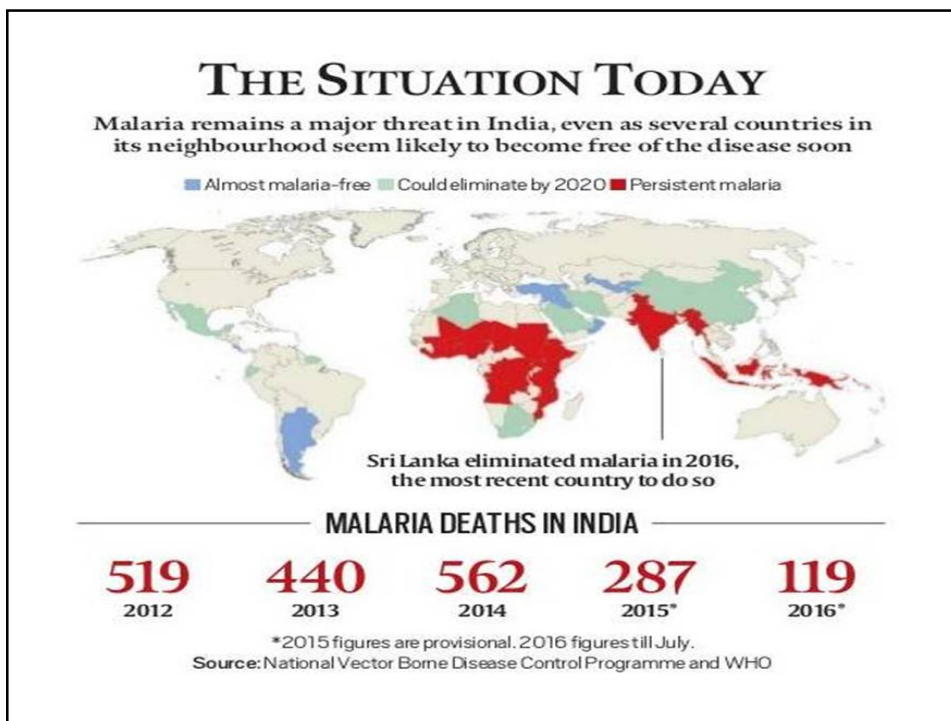 THE SITUATION TODAY
Malaria remains a major threat in India, even as several countries in
its neighbourhood seem likely to become free of the disease soon
Almost malaria-free Could eliminate by 2020 Persistent malaria
Sri Lanka eliminated malaria in 2016,
the most recent country to do so
MALARIA DEATHS IN INDIA
519 440 562 287 119
2012 2013 2014 2015* 2016*
*2015 figures are provisional. 2016 figures till July.
Source: National Vector Borne Disease Control Programme and WHO